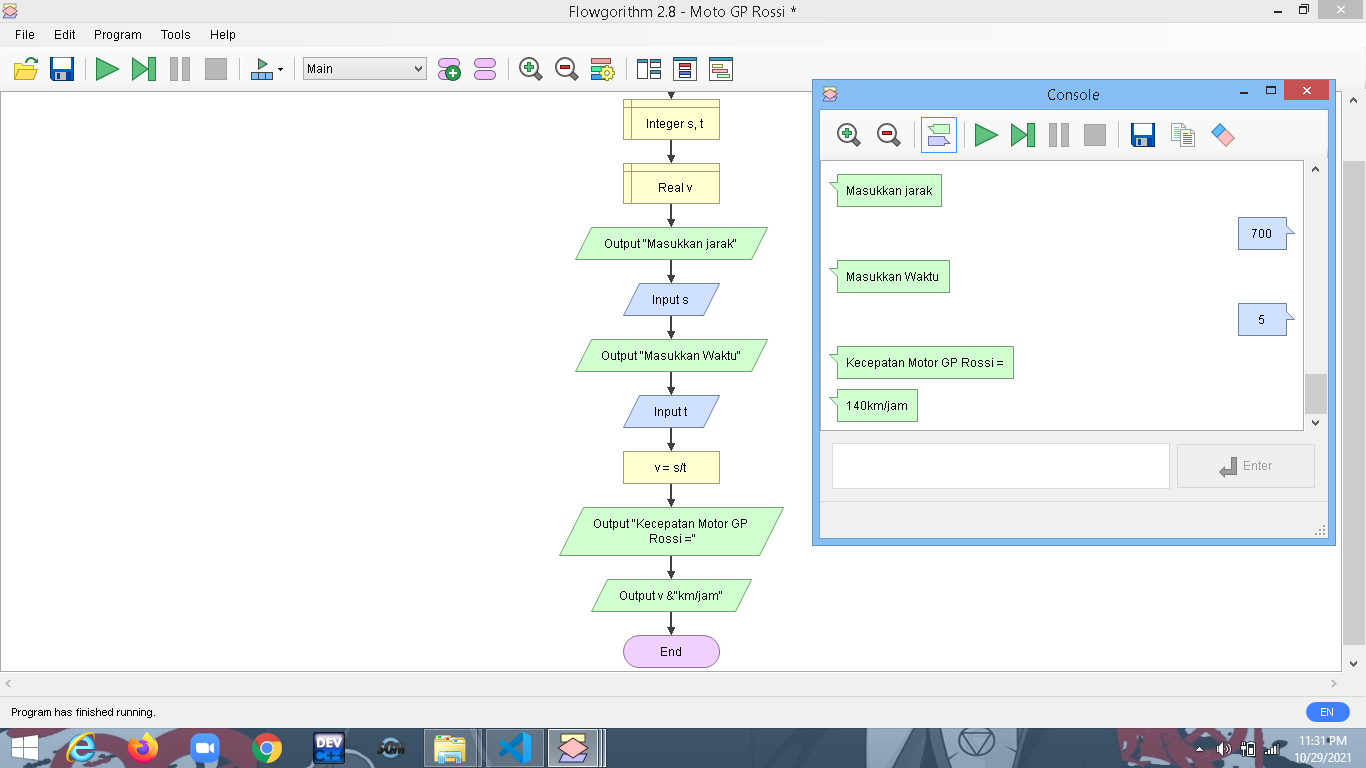 Flowgorithm 2.8 - Moto GP Rossi *
File Edit Program Tools Help
Main
Integer s, t
Real v
Output "Masukkan jarak"
Input s
Output "Masukkan Waktu"
Input t
v = s/t
Output "Kecepatan Motor GP
Rossi ="
Output v &"km/jam"
End
Console
Masukkan jarak
700
Masukkan Waktu
5
Kecepatan Motor GP Rossi =
140km/jam
Enter
Program has finished running.
EN
DEV
C++
11:31 PM
10/29/2021